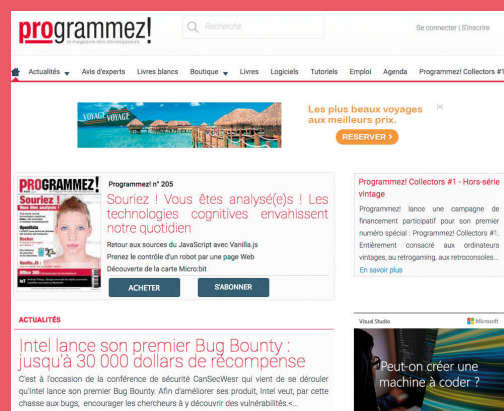 programmez!
le magazine des développeurs
Recherche
Se connecter | S'inscrire
Actualités Avis d'experts Livres blancs Boutique Livres Logiciels Tutoriels Emploi Agenda Programmez! Collectors #1
VOYAGE VOYAGE
Les plus beaux voyages
aux meilleurs prix.
RESERVER >
PROGRAMMEZ!
Souriez !
Vous êtes analysé !
Programmez! n° 205
Souriez ! Vous êtes analysé(e)s ! Les
technologies cognitives envahissent
notre quotidien
Retour aux sources du JavaScript avec Vanilla.js
Prenez le contrôle d'un robot par une page Web
Découverte de la carte Micro:bit
ACHETER
S'ABONNER
Programmez! Collectors #1 - Hors-série
vintage
Programmez! lance une campagne de
financement participatif pour son premier
numéro spécial : Programmez! Collectors #1.
Entièrement consacré aux ordinateurs
vintages, au retrogaming, aux retroconsoles...
En savoir plus
ACTUALITÉS
Intel lance son premier Bug Bounty :
jusqu'à 30 000 dollars de récompense
C'est à l'occasion de la conférence de sécurité CanSecWesr qui vient de se dérouler
qu'Intel lance son premier Bug Bounty. Afin d'améliorer ses produit, Intel veut, par cette
chasse aux bugs, encourager les chercheurs à y découvrir des vulnérabilités.<...
Visual Studio
Microsoft
Peut-on créer une
machine à coder ?